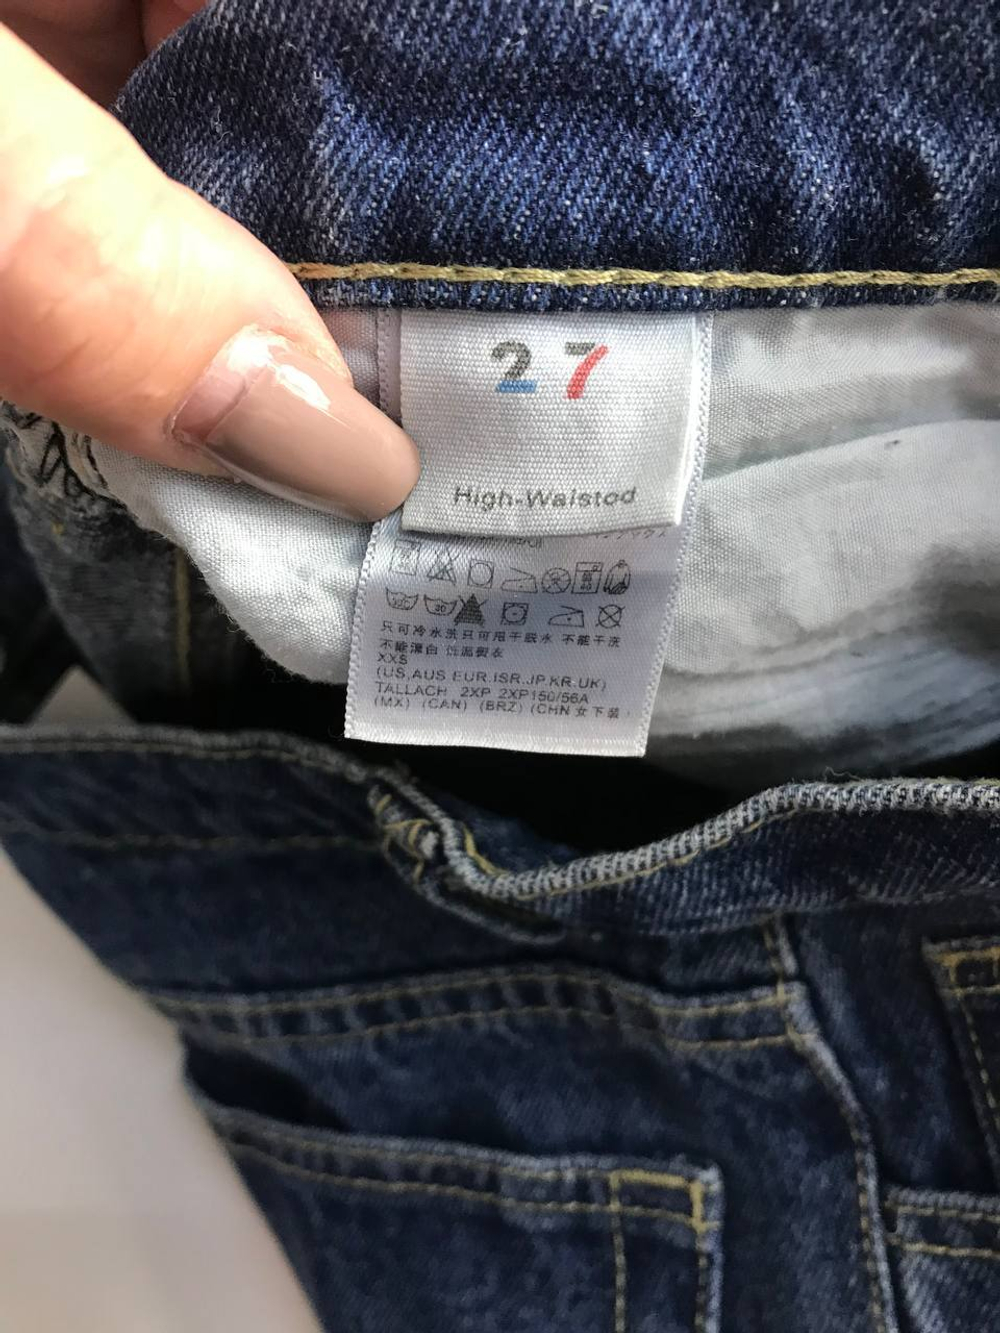 27
High-Waistod
只可冷水洗只可甩干脱水 不能干洗
不能漂白 低温熨衣
XXS
(US,AUS EUR.ISR.JP.KR.UK)
TALLACH 2XP 2XP150/56A
(MX) (CAN) (BRZ) (CHN 女下装